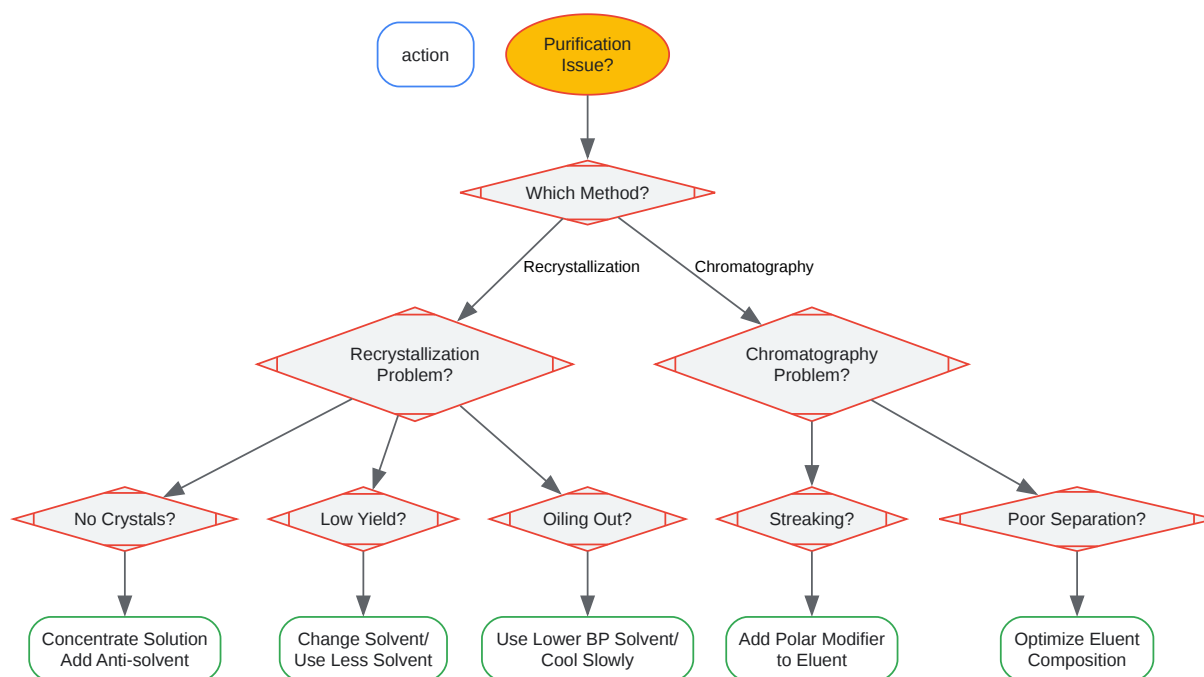 action
Purification
Issue?
Which Method?
Recrystallization
Chromatography
Recrystallization
Problem?
Chromatography
Problem?
No Crystals?
Low Yield?
Oiling Out?
Streaking?
Poor Separation?
Concentrate Solution
Add Anti-solvent
Change Solvent/
Use Less Solvent
Use Lower BP Solvent/
Cool Slowly
Add Polar Modifier
to Eluent
Optimize Eluent
Composition